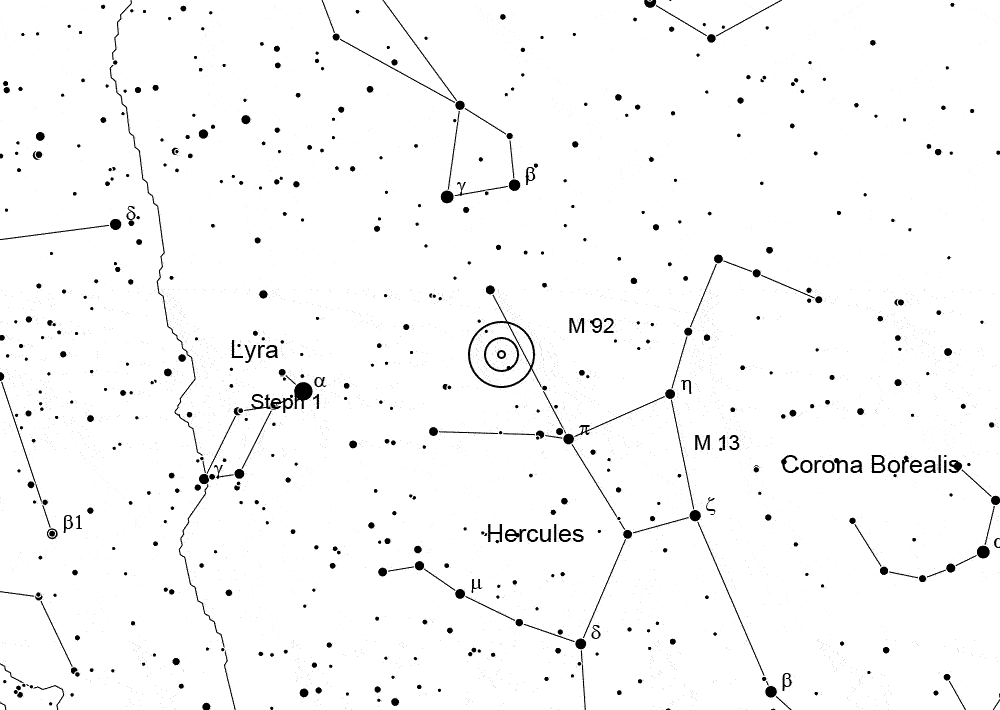 γ
β
δ
M 92
Lyra
α
Steph 1
η
π
M 13
Corona Borealis
γ
ζ
β1
Hercules
α
μ
δ
β